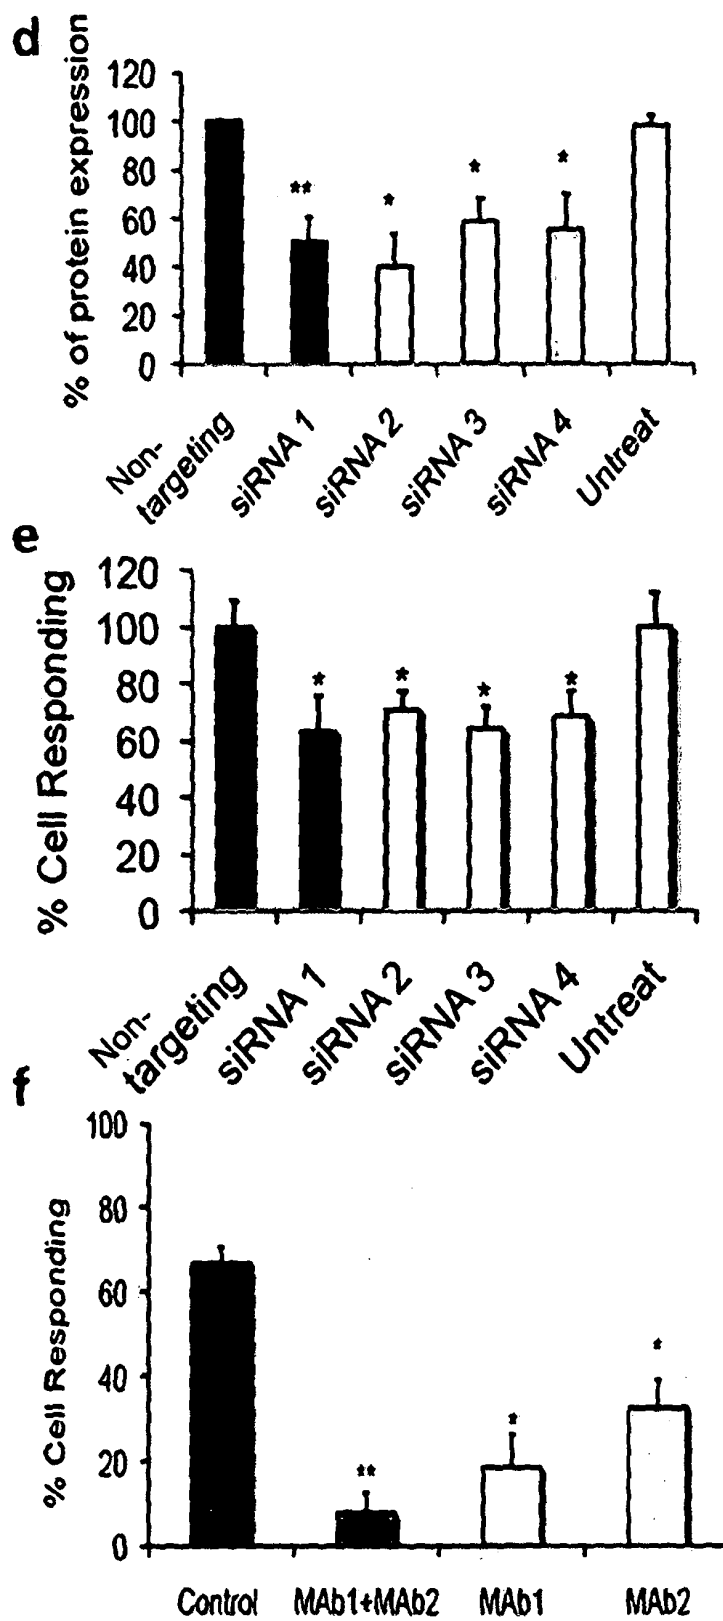 d
% of protein expression
120
100
80
60
40
20
0
**
*
*
*
Non-
targeting
siRNA 1
siRNA 2
siRNA 3
siRNA 4
Untreat
e
% Cell Responding
120
100
80
60
40
20
0
*
*
*
*
Non-
targeting
siRNA 1
siRNA 2
siRNA 3
siRNA 4
Untreat
f
% Cell Responding
100
80
60
40
20
0
**
*
*
Control
MAb1+MAb2
MAb1
MAb2